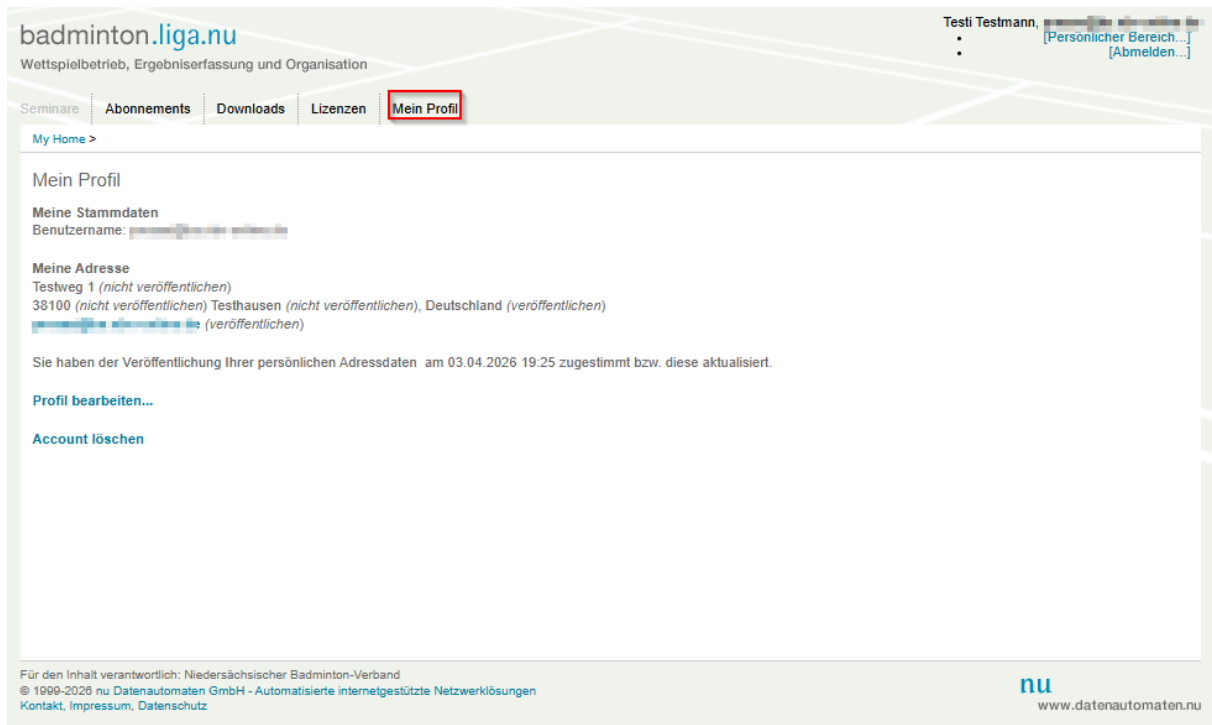 badminton.liga.nu
Wettspielbetrieb, Ergebniserfassung und Organisation
Testi Testmann,
[Persönlicher Bereich...]
[Abmelden...]
Seminare Abonnements Downloads Lizenzen Mein Profil
My Home >
Mein Profil
Meine Stammdaten
Benutzername:
Meine Adresse
Testweg 1 (nicht veröffentlichen)
38100 (nicht veröffentlichen) Testhausen (nicht veröffentlichen), Deutschland (veröffentlichen)
(veröffentlichen)
Sie haben der Veröffentlichung Ihrer persönlichen Adressdaten am 03.04.2026 19:25 zugestimmt bzw. diese aktualisiert.
Profil bearbeiten...
Account löschen
Für den Inhalt verantwortlich: Niedersächsischer Badminton-Verband
© 1999-2026 nu Datenautomaten GmbH - Automatisierte internetgestützte Netzwerklösungen
Kontakt, Impressum, Datenschutz
nu
www.datenautomaten.nu